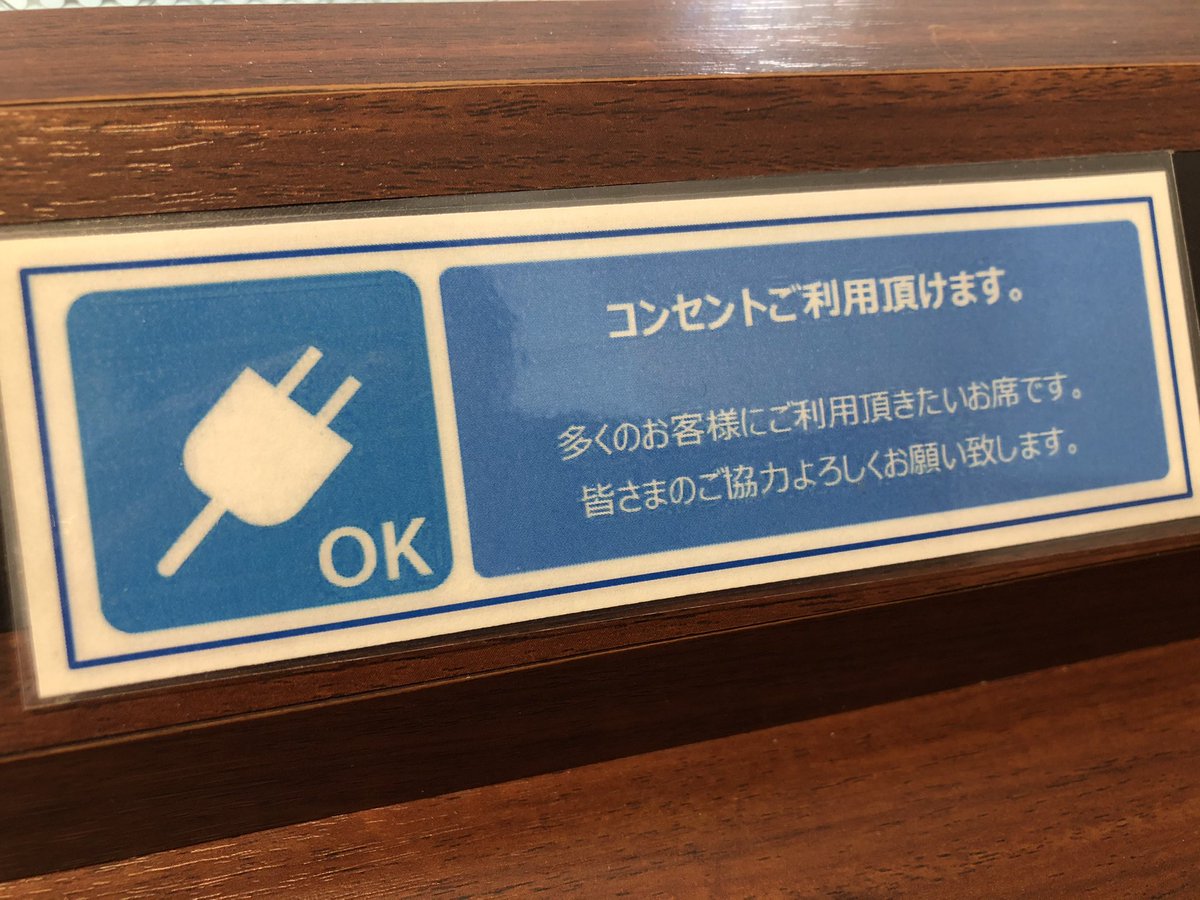 OK
コンセントご利用頂けます。
多くのお客様にご利用頂きたいお席です。
皆さまのご協力よろしくお願い致します。